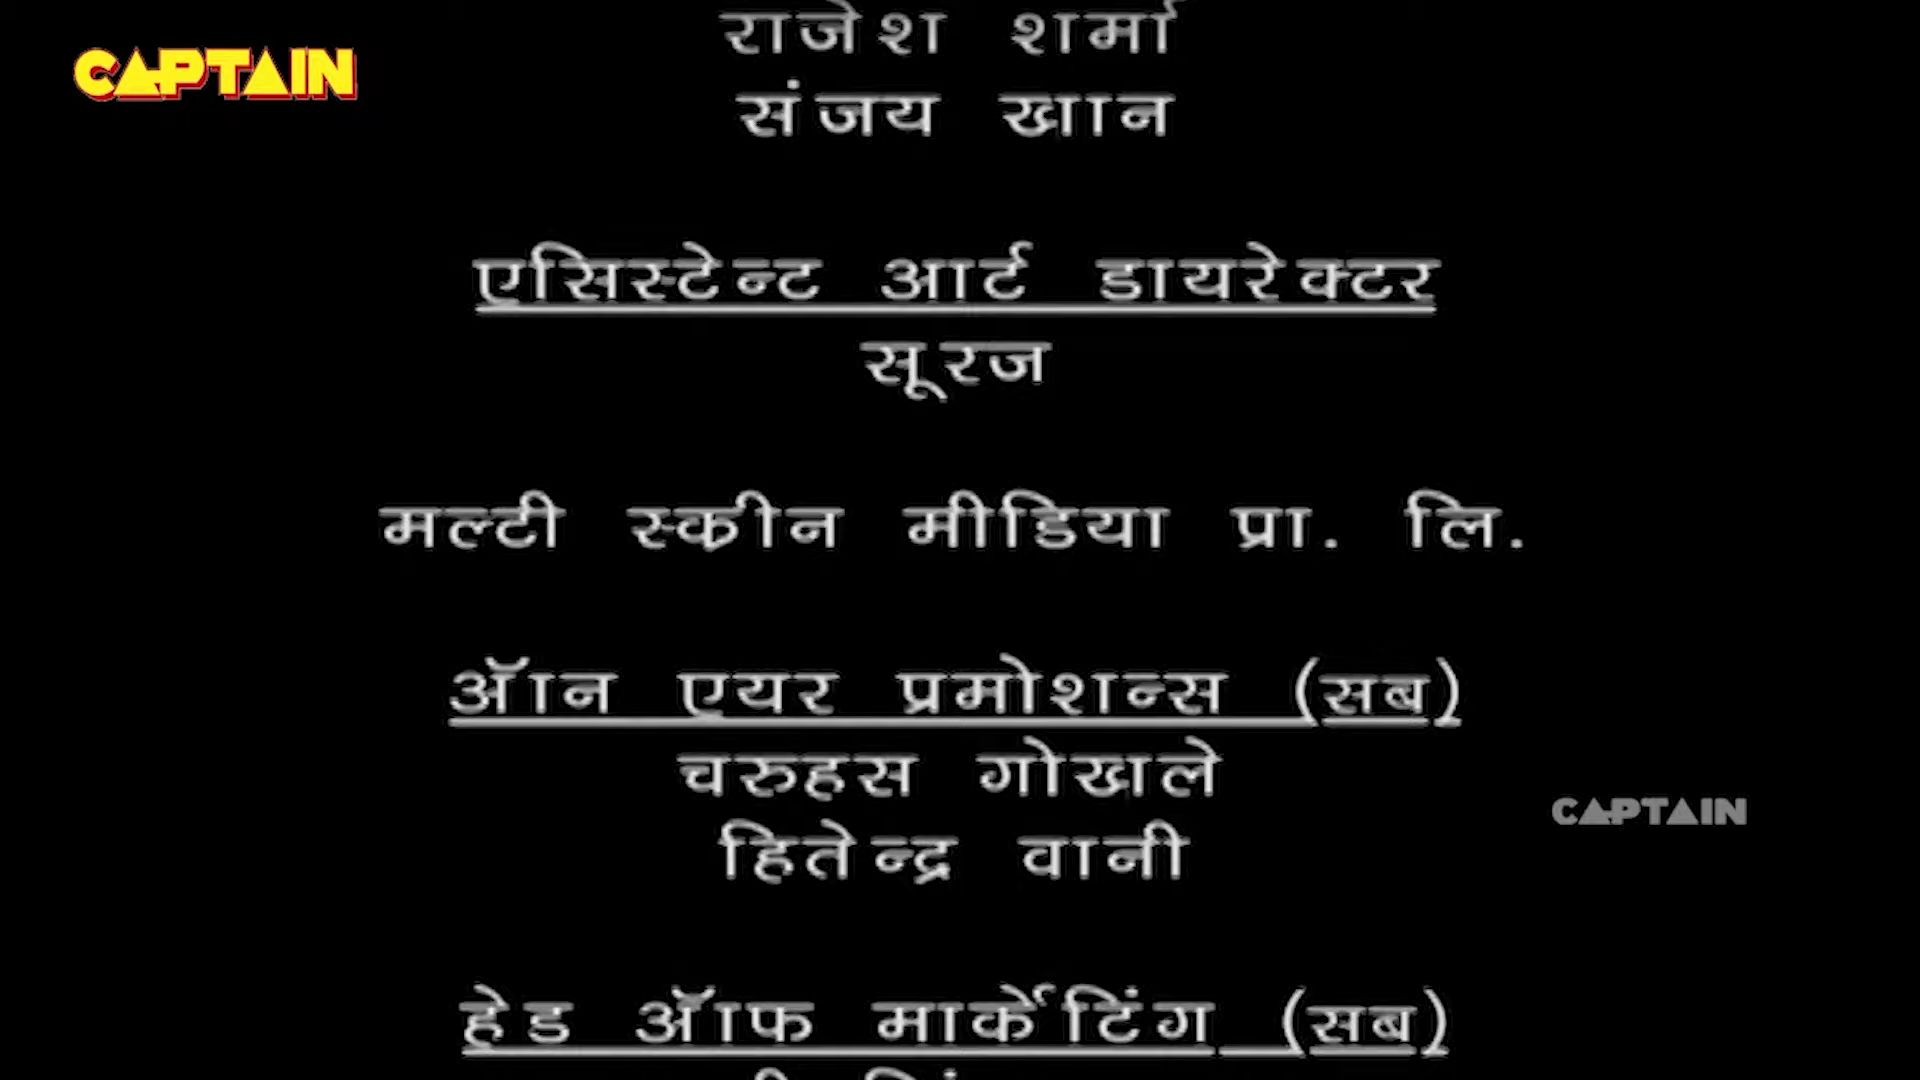 राजेश शर्मा
CAPTAIN
संजय खान
एसिस्टेन्ट आर्ट डायरेक्टर
सूरज
मल्टी स्क्रीन मीडिया प्रा. लि.
ऑन एयर प्रमोशन्स (सब)
चरुहस गोखले
CAPTAIN
हितेन्द्र वानी
हेड ऑफ मार्केटिंग (सब)